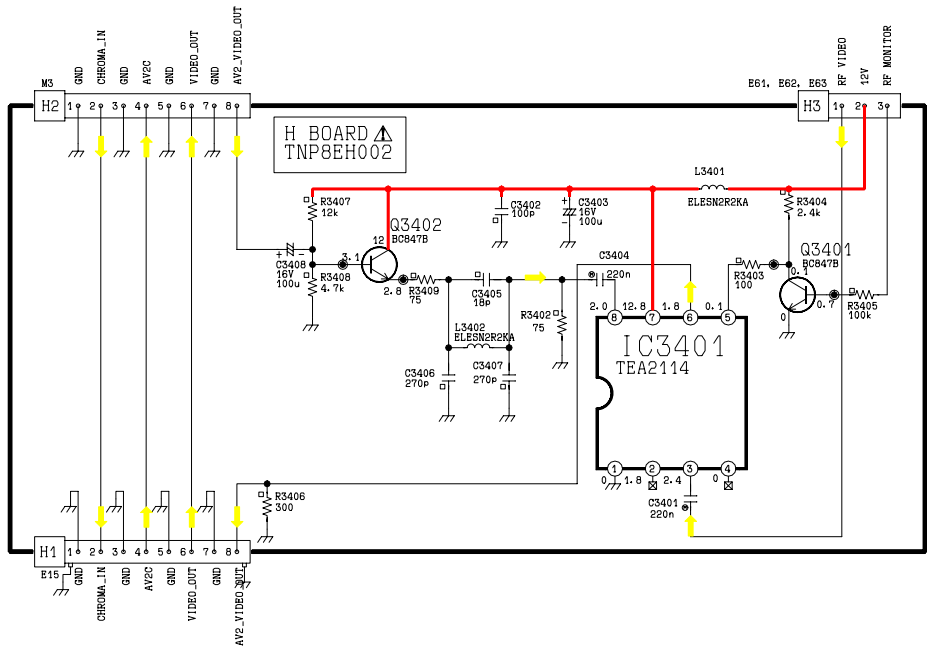 GND
CHROMA_IN
GND
AV2C
GND
VIDEO_OUT
GND
AV2_VIDEO_OUT
RF VIDEO
12V
RF MONITOR
M3
E61, E62, E63
H2 1 2 3 4 5 6 7 8
H3 1 2 3
H BOARD
TNP8EH002
L3401
ELESN2R2KA
R3407
12k
C3402
100p
C3403
16V
100u
+
-
R3404
2.4k
Q3402
BC847B
12
3.1
2.8
Q3401
BC847B
0.1
0.7
0
+ -
C3408
16V
100u
R3408
4.7k
R3409
75
C3405
18p
C3404
220n
R3403
100
R3405
100k
L3402
ELESN2R2KA
R3402
75
2.0 12.8 1.8 0.1
8 7 6 5
IC3401
TEA2114
C3406
270p
C3407
270p
1 2 3 4
0 1.8 2.4 0
C3401
220n
R3406
300
H1 1 2 3 4 5 6 7 8
E15
GND
CHROMA_IN
GND
AV2C
GND
VIDEO_OUT
GND
AV2_VIDEO_OUT